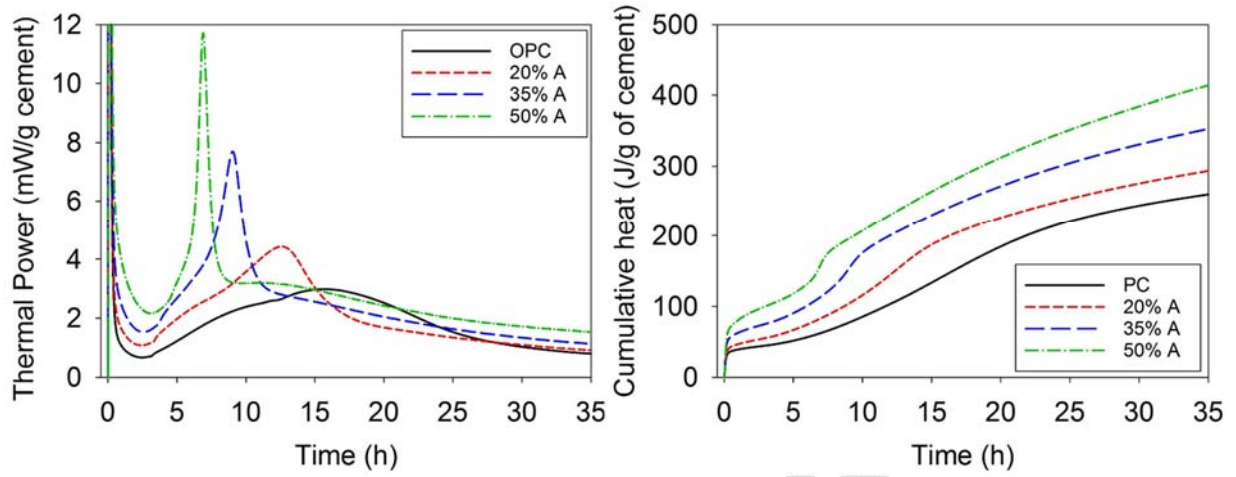 Thermal Power (mW/g cement)
12
10
8
6
4
2
0
OPC
20% A
35% A
50% A
0 5 10 15 20 25 30 35
Time (h)
Cumulative heat (J/g of cement)
500
400
300
200
100
0
PC
20% A
35% A
50% A
0 5 10 15 20 25 30 35
Time (h)